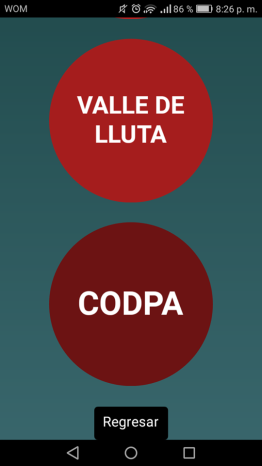 WOM 86 % 8:26 p. m.
VALLE DE
LLUTA
CODPA
Regresar